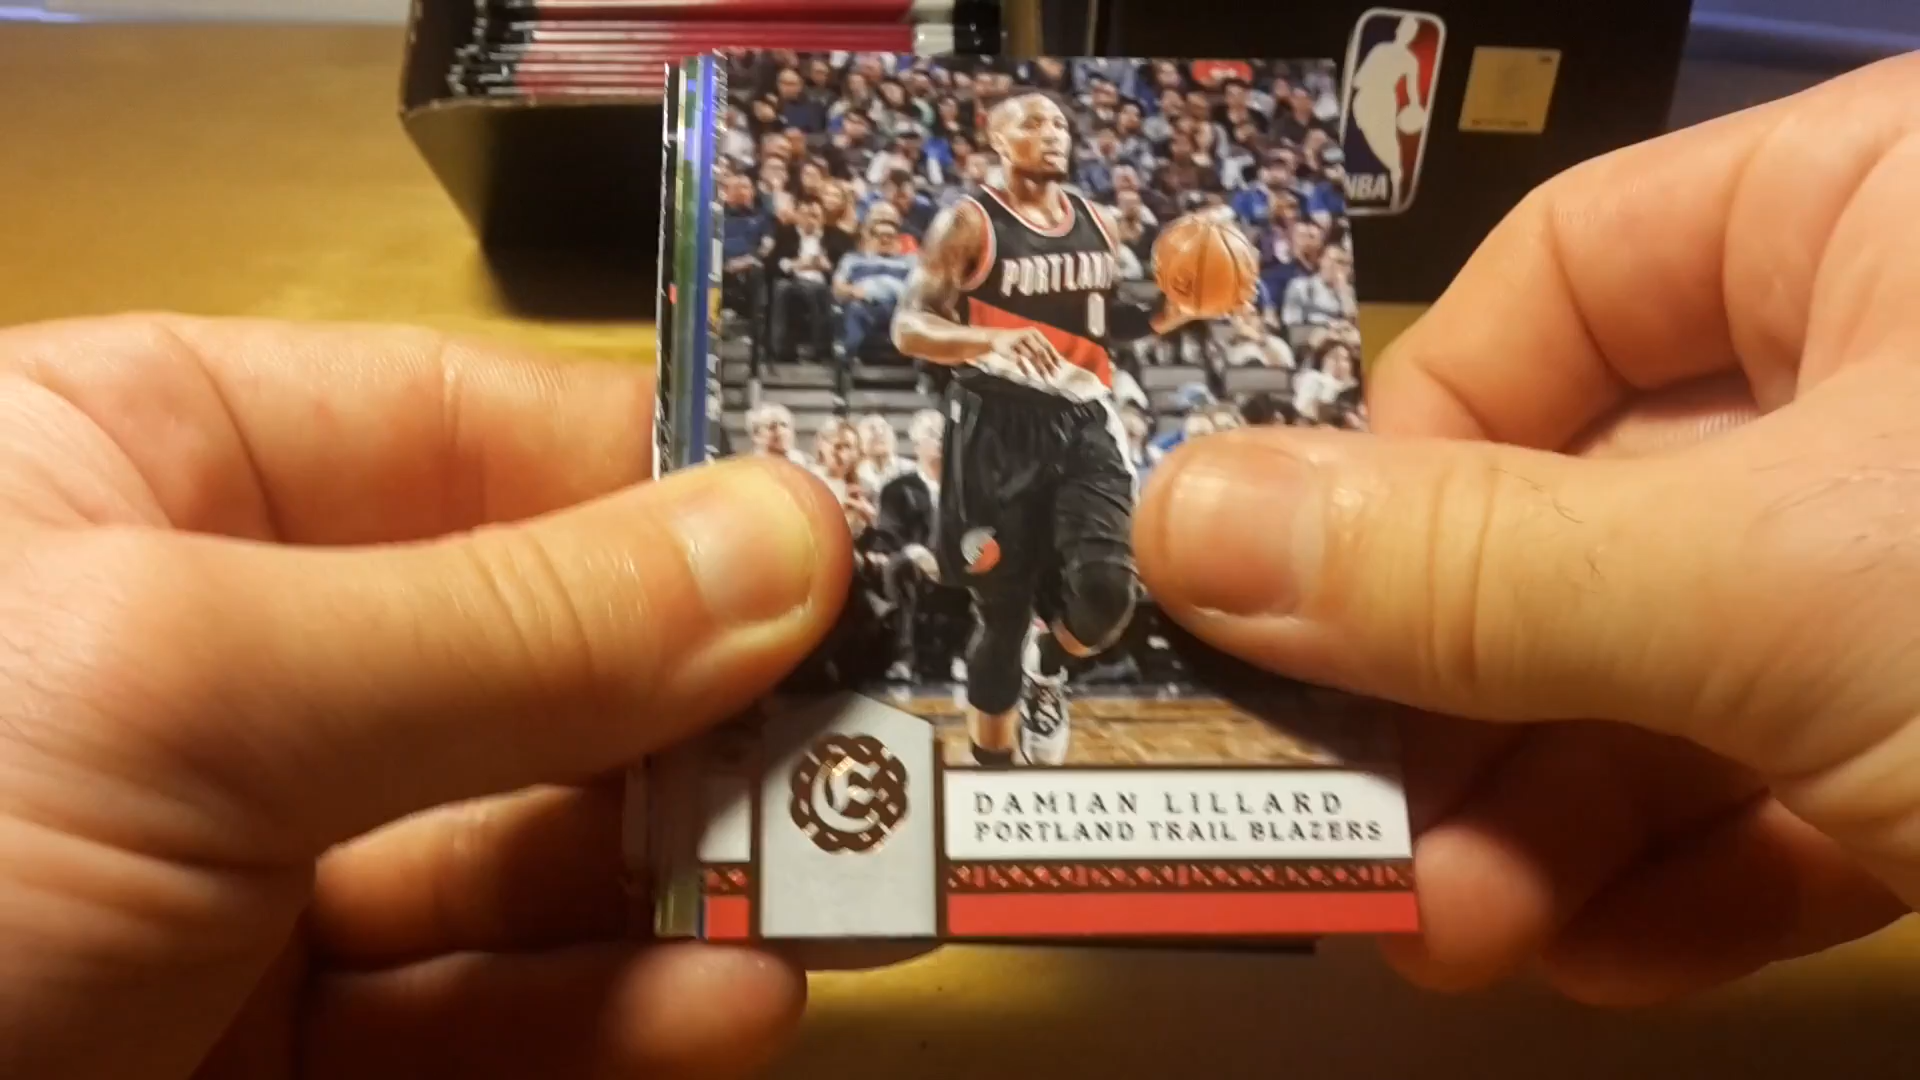 NBA
PORTLAND
0
E
DAMIAN LILLARD
PORTLAND TRAIL BLAZERS